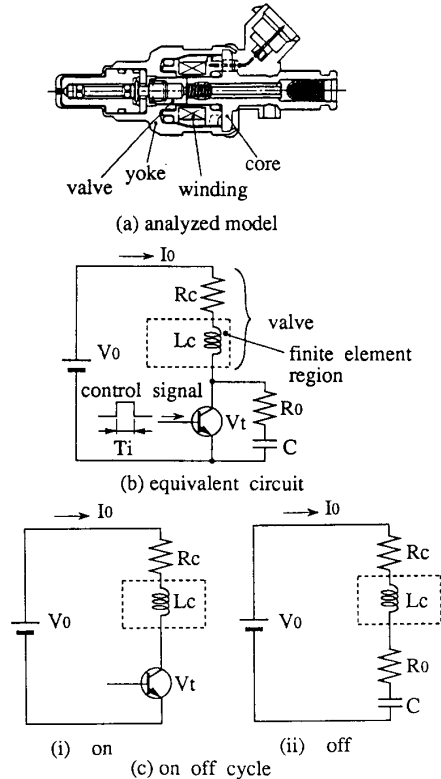 valve
yoke
winding
core
(a) analyzed model
I0
Rc
Lc
valve
V0
finite element
region
control signal
Vt
Ti
R0
C
(b) equivalent circuit
I0
Rc
Lc
V0
Vt
(i) on
I0
Rc
Lc
V0
R0
C
(ii) off
(c) on off cycle